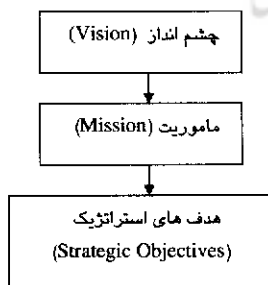 چشم انداز (Vision)
ماموریت (Mission)
هدف های استراتژیک
(Strategic Objectives)